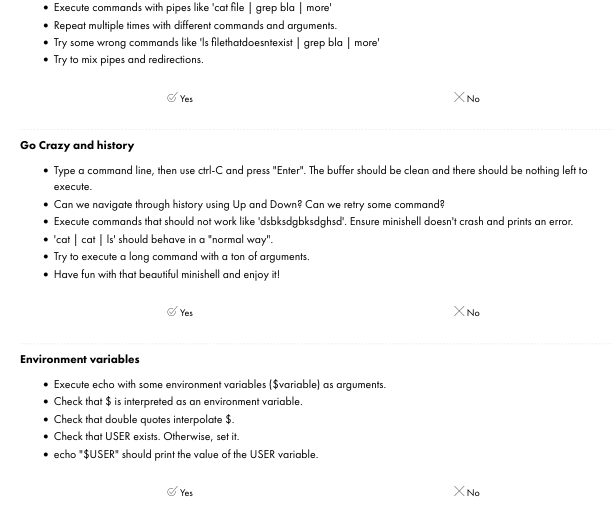 • Execute commands with pipes like 'cat file | grep bla | more'
• Repeat multiple times with different commands and arguments.
• Try some wrong commands like 'ls filethatdoesntexist | grep bla | more'
• Try to mix pipes and redirections.
Yes No
Go Crazy and history
• Type a command line, then use ctrl-C and press "Enter". The buffer should be clean and there should be nothing left to
execute.
• Can we navigate through history using Up and Down? Can we retry some command?
• Execute commands that should not work like 'dsbksdgbksdghsd'. Ensure minishell doesn't crash and prints an error.
• 'cat | cat | ls' should behave in a "normal way".
• Try to execute a long command with a ton of arguments.
• Have fun with that beautiful minishell and enjoy it!
Yes No
Environment variables
• Execute echo with some environment variables ($variable) as arguments.
• Check that $ is interpreted as an environment variable.
• Check that double quotes interpolate $.
• Check that USER exists. Otherwise, set it.
• echo "$USER" should print the value of the USER variable.
Yes No